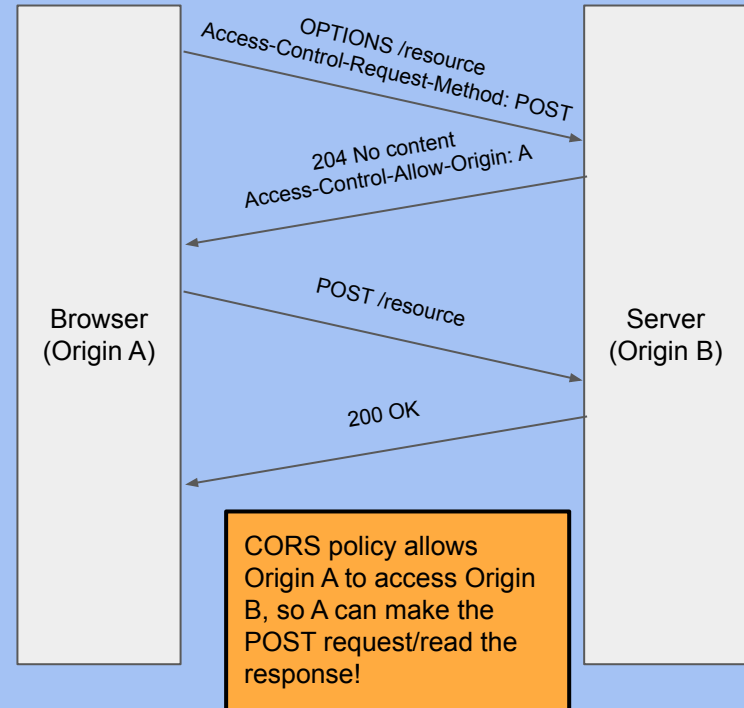 OPTIONS /resource
Access-Control-Request-Method: POST
204 No content
Access-Control-Allow-Origin: A
POST /resource
Browser
(Origin A)
Server
(Origin B)
200 OK
CORS policy allows
Origin A to access Origin
B, so A can make the
POST request/read the
response!